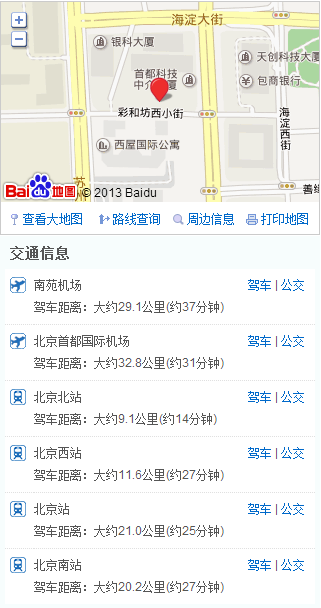 +
海淀大街
银科大厦
−
天创科技大厦
首都科技
中介大厦
包商银行
彩和坊西小街
海淀西街
西屋国际公寓
苏
善缘
Bai du 地图 © 2013 Baidu
查看大地图 路线查询 周边信息 打印地图
交通信息
南苑机场 驾车 | 公交
驾车距离：大约29.1公里(约37分钟)
北京首都国际机场 驾车 | 公交
驾车距离：大约32.8公里(约31分钟)
北京北站 驾车 | 公交
驾车距离：大约9.1公里(约14分钟)
北京西站 驾车 | 公交
驾车距离：大约11.6公里(约27分钟)
北京站 驾车 | 公交
驾车距离：大约21.0公里(约25分钟)
北京南站 驾车 | 公交
驾车距离：大约20.2公里(约27分钟)